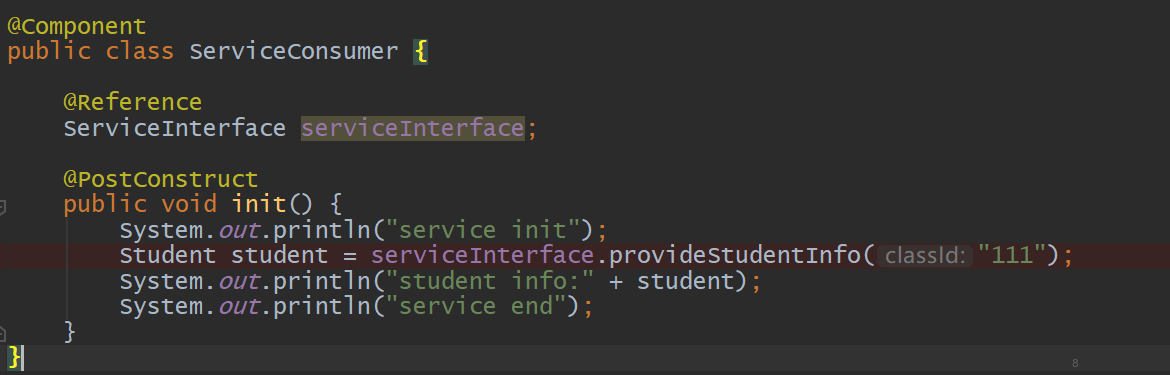 @Component
public class ServiceConsumer {
@Reference
ServiceInterface serviceInterface;
@PostConstruct
public void init() {
System.out.println("service init");
Student student = serviceInterface.provideStudentInfo( classId: "111");
System.out.println("student info:" + student);
System.out.println("service end");
}
}
8